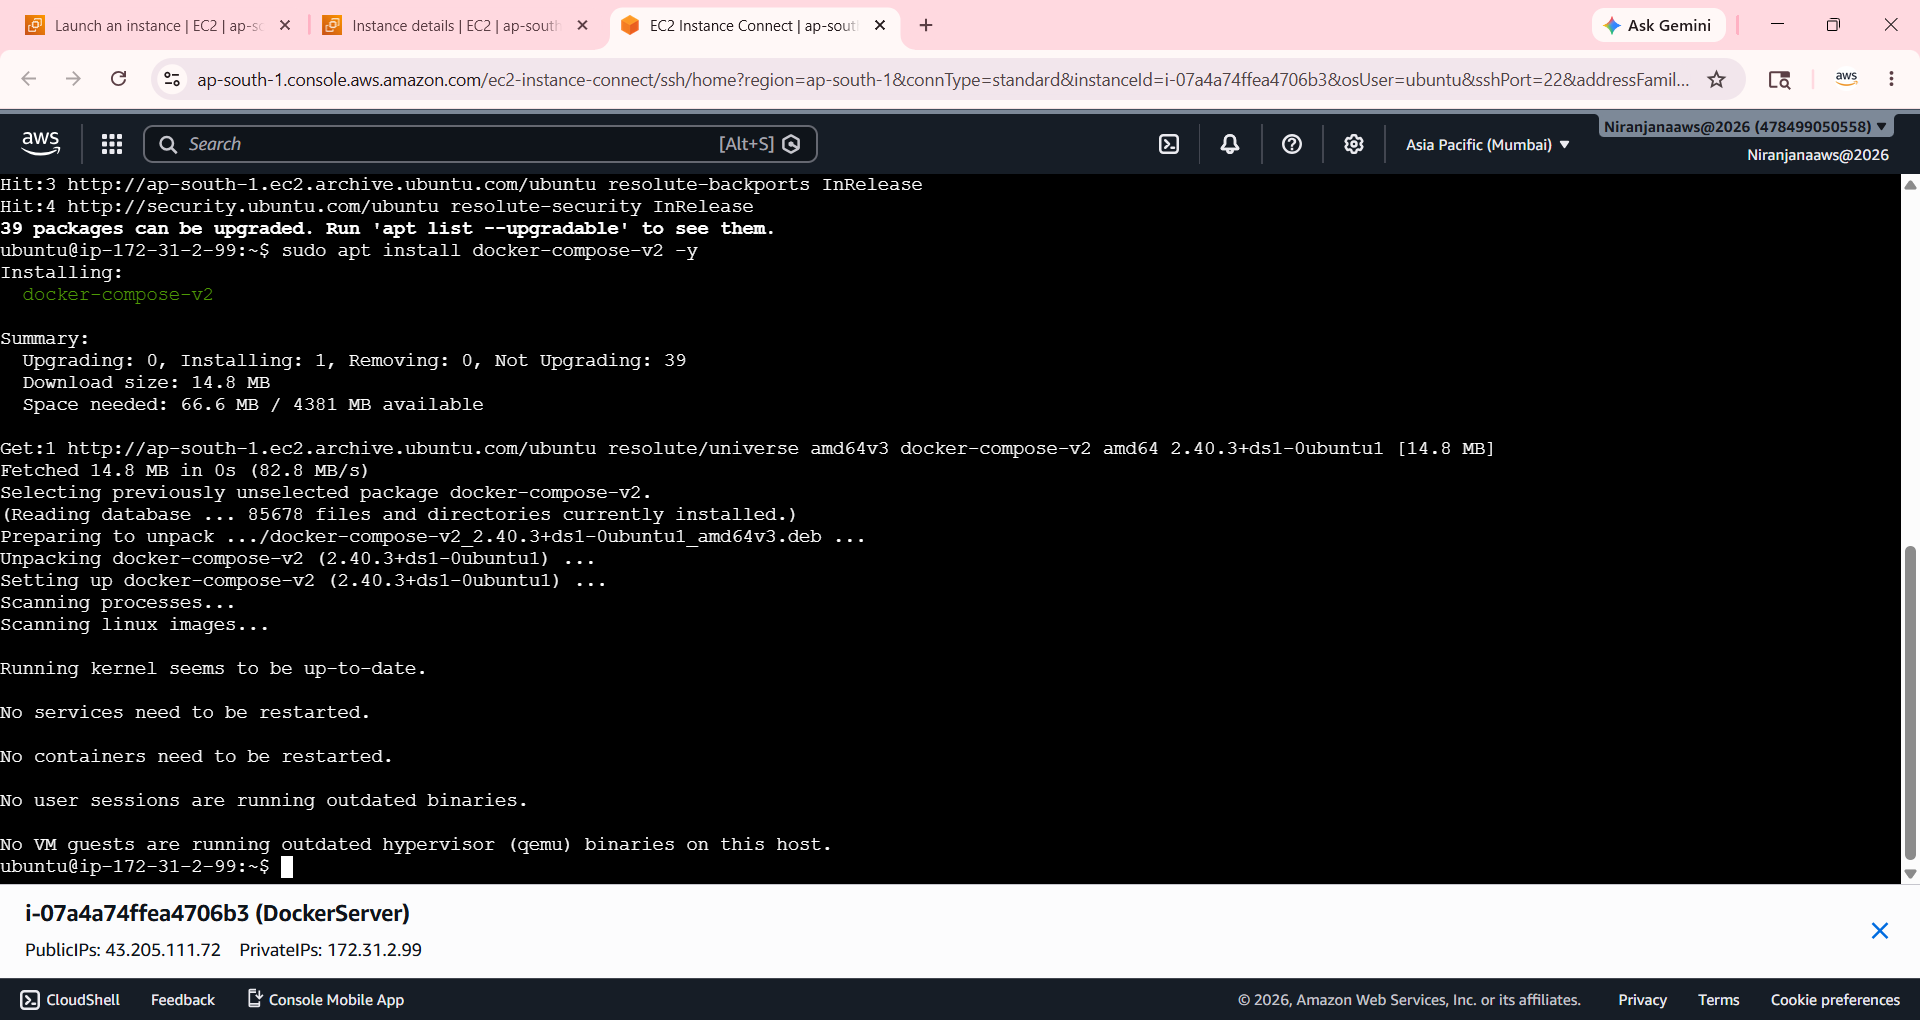 Launch an instance | EC2 | ap-so
Instance details | EC2 | ap-south
EC2 Instance Connect | ap-sout
Ask Gemini
ap-south-1.console.aws.amazon.com/ec2-instance-connect/ssh/home?region=ap-south-1&connType=standard&instanceId=i-07a4a74ffea4706b3&osUser=ubuntu&sshPort=22&addressFamil...
aws
aws
Search
[Alt+S]
Asia Pacific (Mumbai)
Niranjanaaws@2026 (478499050558)
Niranjanaaws@2026
Hit:3 http://ap-south-1.ec2.archive.ubuntu.com/ubuntu resolute-backports InRelease
Hit:4 http://security.ubuntu.com/ubuntu resolute-security InRelease
39 packages can be upgraded. Run 'apt list --upgradable' to see them.
ubuntu@ip-172-31-2-99:~$ sudo apt install docker-compose-v2 -y
Installing:
docker-compose-v2
Summary:
Upgrading: 0, Installing: 1, Removing: 0, Not Upgrading: 39
Download size: 14.8 MB
Space needed: 66.6 MB / 4381 MB available
Get:1 http://ap-south-1.ec2.archive.ubuntu.com/ubuntu resolute/universe amd64v3 docker-compose-v2 amd64 2.40.3+ds1-0ubuntu1 [14.8 MB]
Fetched 14.8 MB in 0s (82.8 MB/s)
Selecting previously unselected package docker-compose-v2.
(Reading database ... 85678 files and directories currently installed.)
Preparing to unpack .../docker-compose-v2_2.40.3+ds1-0ubuntu1_amd64v3.deb ...
Unpacking docker-compose-v2 (2.40.3+ds1-0ubuntu1) ...
Setting up docker-compose-v2 (2.40.3+ds1-0ubuntu1) ...
Scanning processes...
Scanning linux images...
Running kernel seems to be up-to-date.
No services need to be restarted.
No containers need to be restarted.
No user sessions are running outdated binaries.
No VM guests are running outdated hypervisor (qemu) binaries on this host.
ubuntu@ip-172-31-2-99:~$
i-07a4a74ffea4706b3 (DockerServer)
PublicIPs: 43.205.111.72 PrivateIPs: 172.31.2.99
CloudShell
Feedback
Console Mobile App
© 2026, Amazon Web Services, Inc. or its affiliates.
Privacy
Terms
Cookie preferences